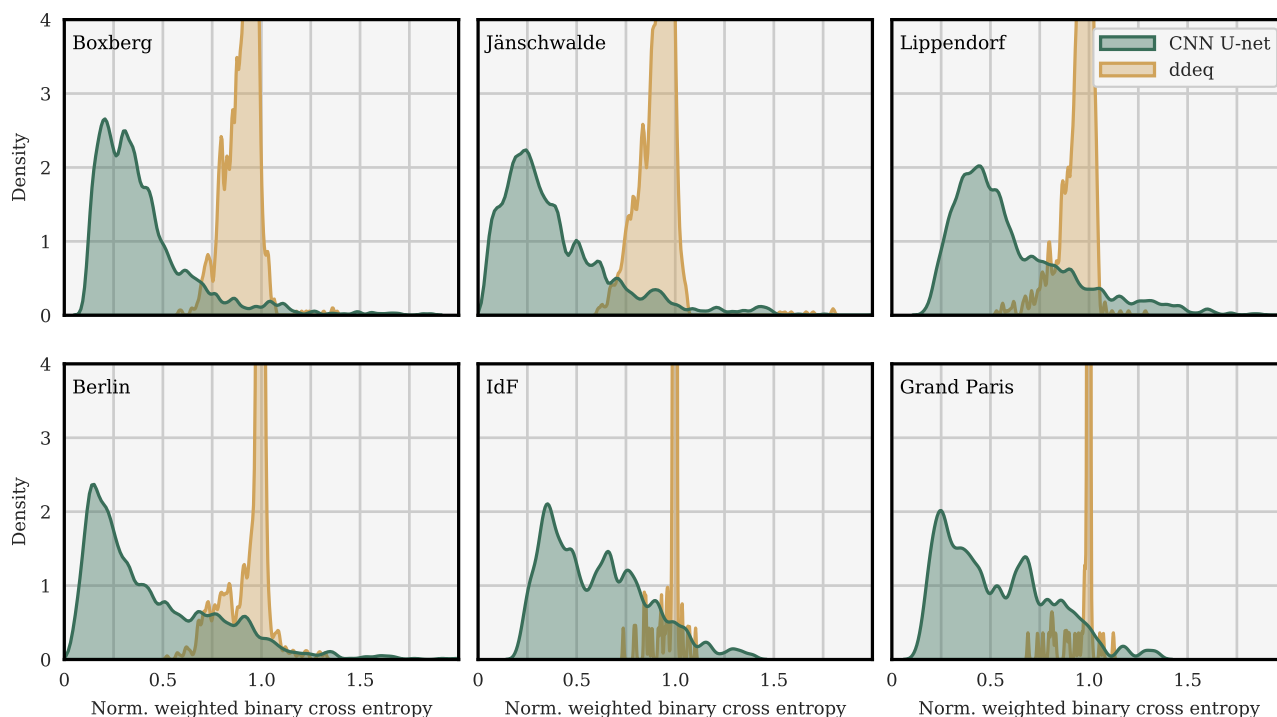 Boxberg
Jänschwalde
Lippendorf
CNN U-net
ddeq
4
3
2
1
0
Density
Berlin
IdF
Grand Paris
4
3
2
1
0
Density
0 0.5 1.0 1.5
0 0.5 1.0 1.5
0 0.5 1.0 1.5
Norm. weighted binary cross entropy
Norm. weighted binary cross entropy
Norm. weighted binary cross entropy